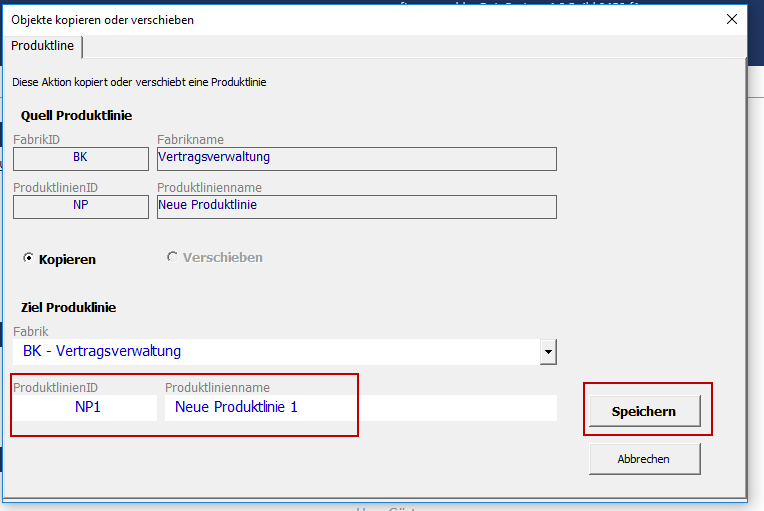 Objekte kopieren oder verschieben
Produktline
Diese Aktion kopiert oder verschiebt eine Produktlinie
Quell Produktlinie
FabrikID Fabrikname
BK Vertragsverwaltung
ProduktlinienID Produktlinienname
NP Neue Produktlinie
Kopieren Verschieben
Ziel Produklinie
Fabrik
BK - Vertragsverwaltung
ProduktlinienID Produktlinienname
NP1 Neue Produktlinie 1
Speichern
Abbrechen